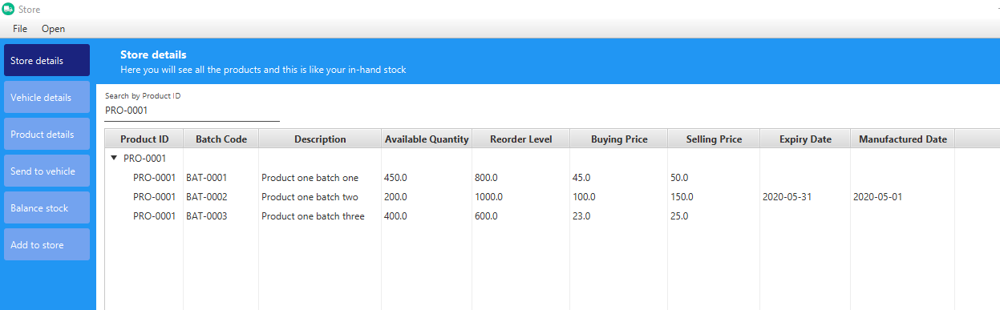 Store
File Open
Store details
Here you will see all the products and this is like your in-hand stock
Store details
Vehicle details
Product details
Send to vehicle
Balance stock
Add to store
Search by Product ID
PRO-0001
Product ID Batch Code Description Available Quantity Reorder Level Buying Price Selling Price Expiry Date Manufactured Date
PRO-0001
PRO-0001 BAT-0001 Product one batch one 450.0 800.0 45.0 50.0
PRO-0001 BAT-0002 Product one batch two 200.0 1000.0 100.0 150.0 2020-05-31 2020-05-01
PRO-0001 BAT-0003 Product one batch three 400.0 600.0 23.0 25.0